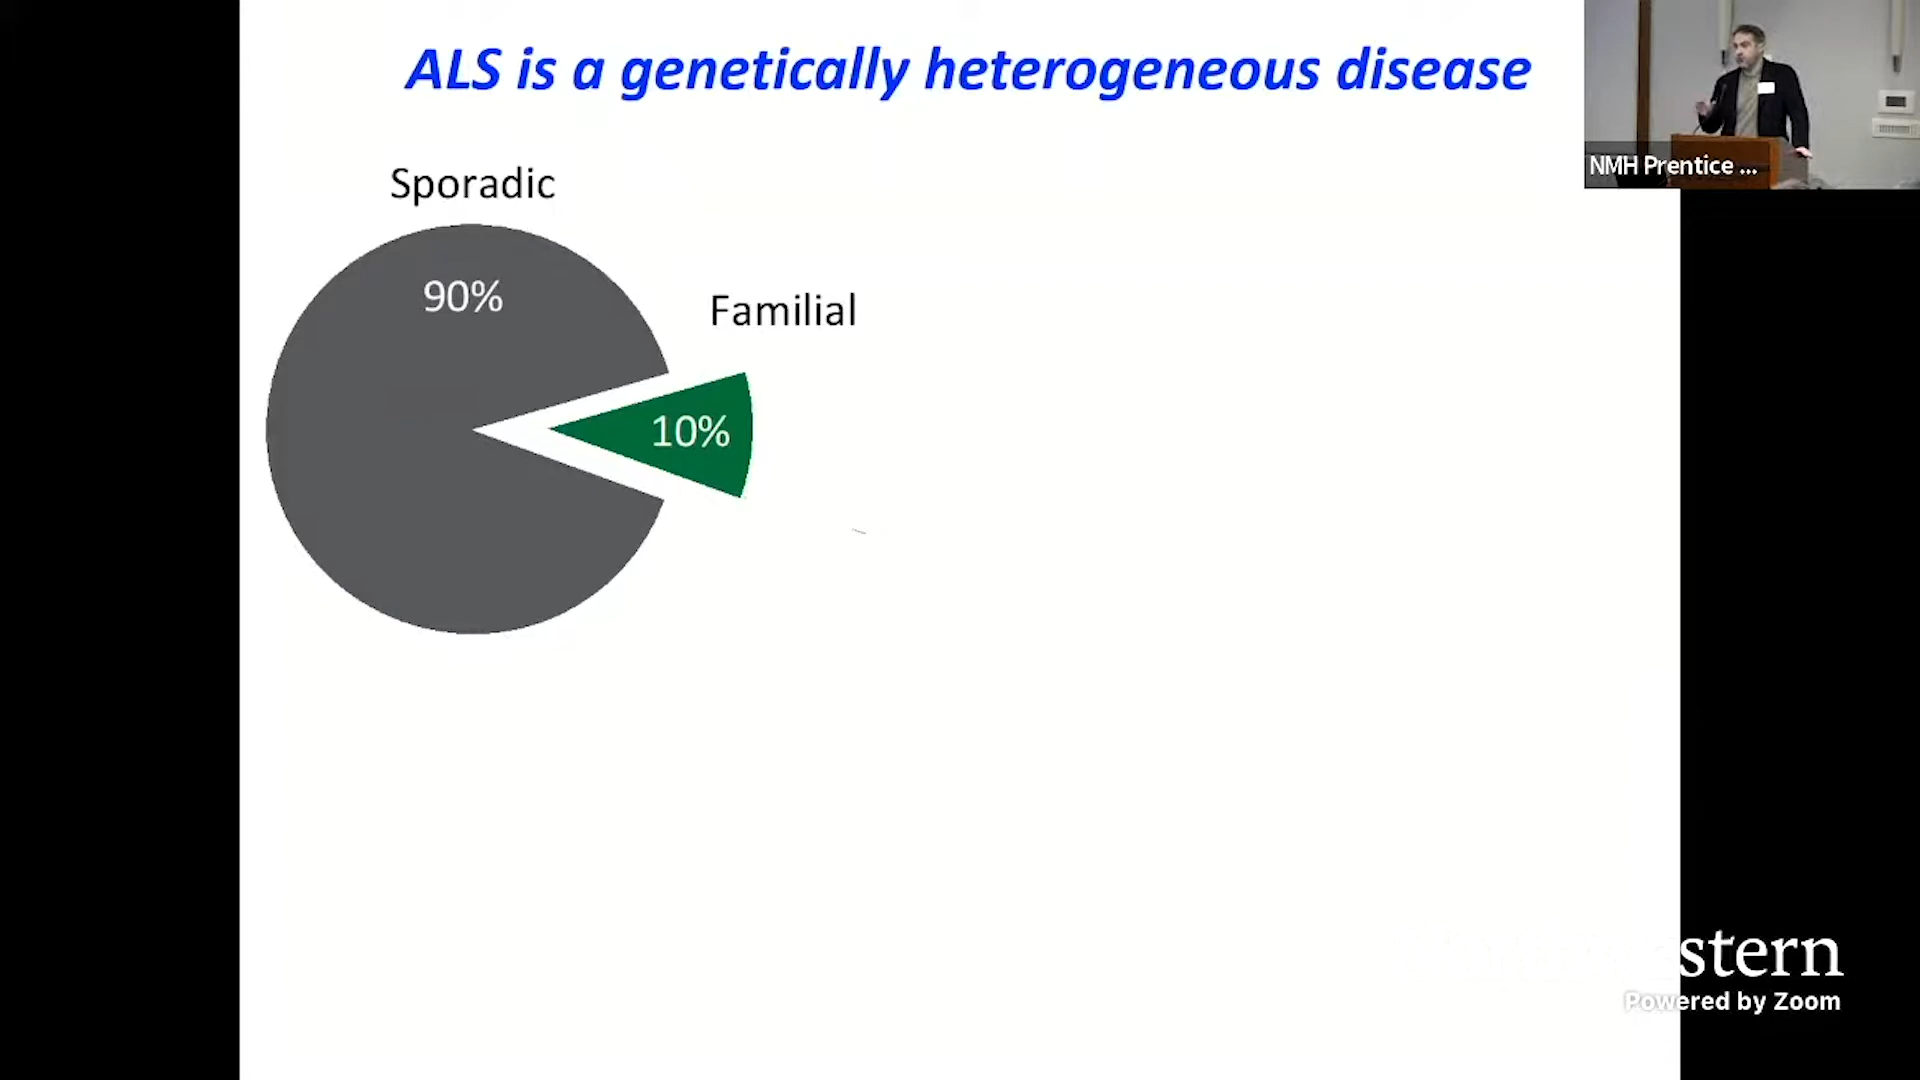 ALS is a genetically heterogeneous disease
NMH Prentice ...
Sporadic
90%
Familial
10%
stern
Powered by Zoom